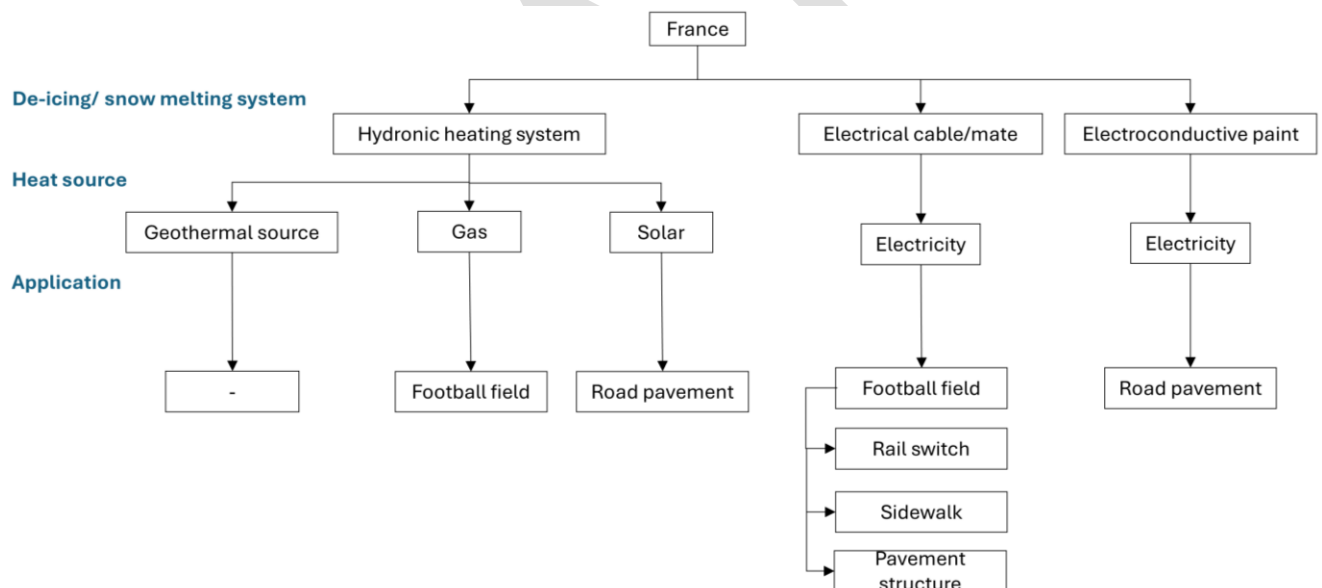 France
De-icing/ snow melting system
Hydronic heating system
Electrical cable/mate
Electroconductive paint
Heat source
Geothermal source
Gas
Solar
Electricity
Electricity
Application
-
Football field
Road pavement
Football field
Road pavement
Rail switch
Sidewalk
Pavement
structure